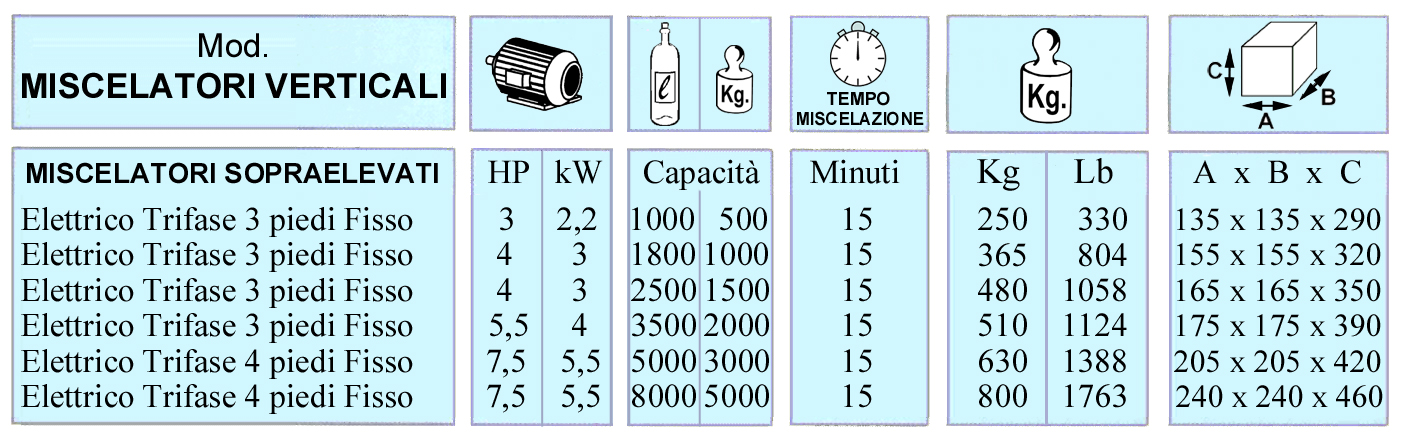 Mod.
MISCELATORI VERTICALI
l
Kg.
TEMPO
MISCELAZIONE
Kg.
C
B
A
MISCELATORI SOPRAELEVATI HP kW Capacità Minuti Kg Lb A x B x C
Elettrico Trifase 3 piedi Fisso 3 2,2 1000 500 15 250 330 135 x 135 x 290
Elettrico Trifase 3 piedi Fisso 4 3 1800 1000 15 365 804 155 x 155 x 320
Elettrico Trifase 3 piedi Fisso 4 3 2500 1500 15 480 1058 165 x 165 x 350
Elettrico Trifase 3 piedi Fisso 5,5 4 3500 2000 15 510 1124 175 x 175 x 390
Elettrico Trifase 4 piedi Fisso 7,5 5,5 5000 3000 15 630 1388 205 x 205 x 420
Elettrico Trifase 4 piedi Fisso 7,5 5,5 8000 5000 15 800 1763 240 x 240 x 460